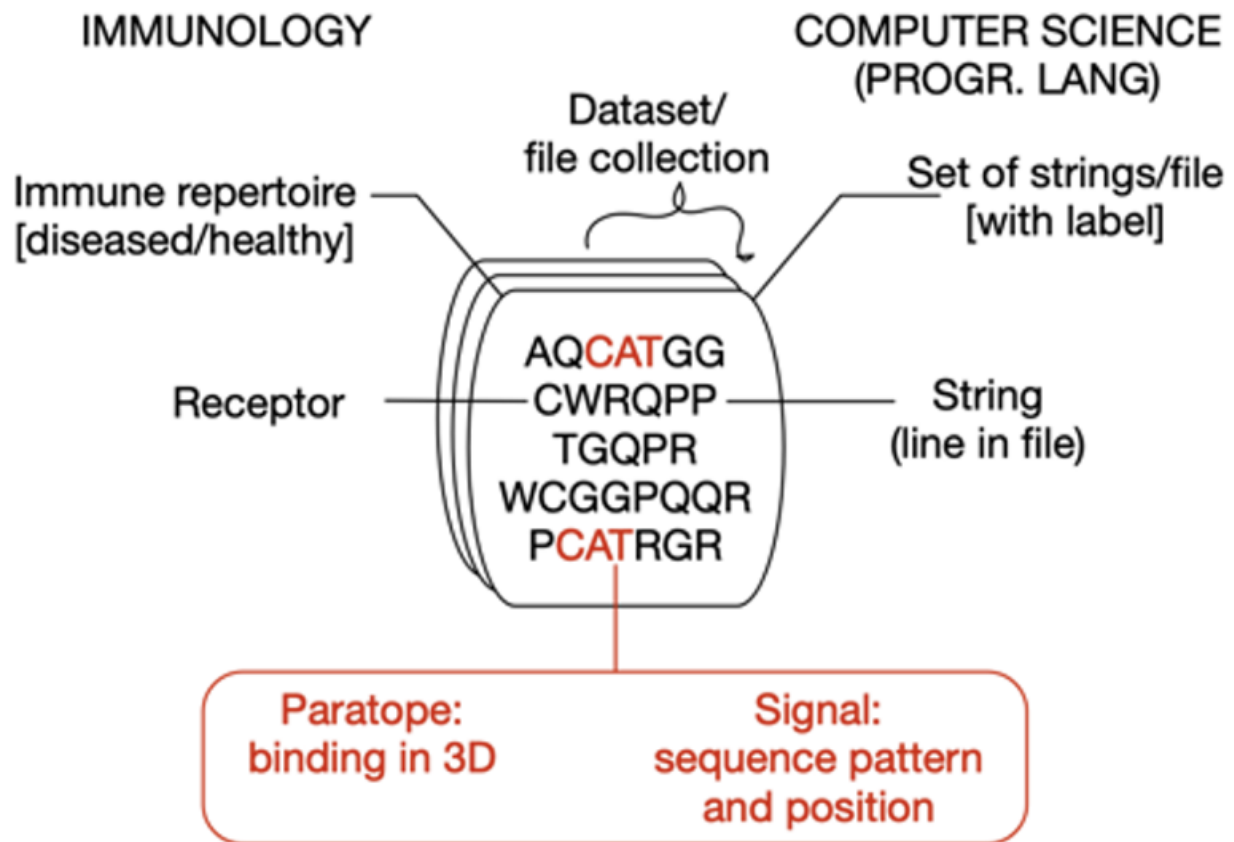 IMMUNOLOGY
COMPUTER SCIENCE
(PROGR. LANG)
Dataset/
file collection
Immune repertoire
[diseased/healthy]
Set of strings/file
[with label]
AQCATGG
Receptor
CWRQPP
String
(line in file)
TGQPR
WCGGPQQR
PCATRGR
Paratope:
binding in 3D
Signal:
sequence pattern
and position